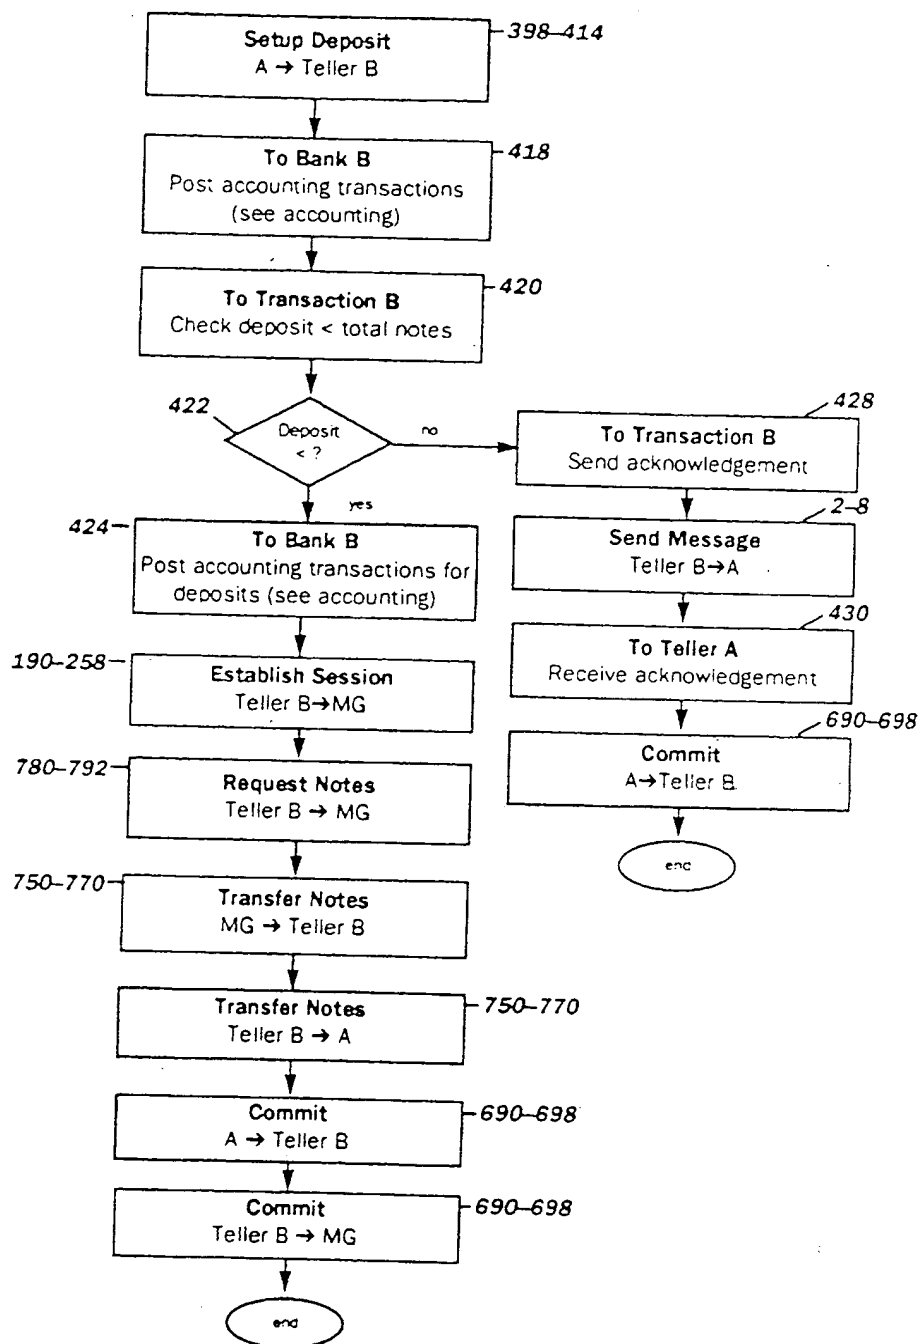 Setup Deposit
A → Teller B
398–414
To Bank B
Post accounting transactions
(see accounting)
418
To Transaction B
Check deposit < total notes
420
422
Deposit
< ?
no
yes
428
To Transaction B
Send acknowledgement
2–8
Send Message
Teller B→A
430
To Teller A
Receive acknowledgement
690–698
Commit
A→Teller B
end
424
To Bank B
Post accounting transactions for
deposits (see accounting)
190–258
Establish Session
Teller B→MG
780–792
Request Notes
Teller B → MG
750–770
Transfer Notes
MG → Teller B
Transfer Notes
Teller B → A
750–770
Commit
A → Teller B
690–698
Commit
Teller B → MG
690–698
end